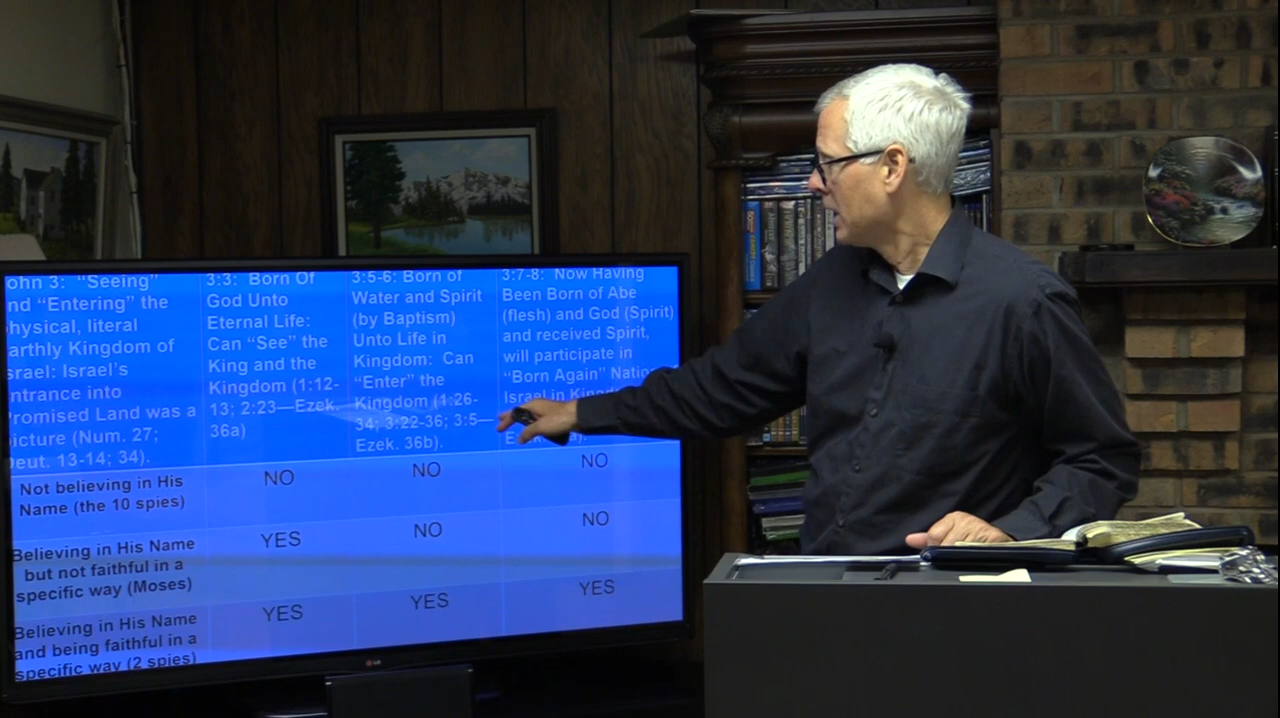 ohn 3: “Seeing”
nd “Entering” the
hysical, literal
arthly Kingdom of
srael: Israel’s
ntrance into
romised Land was a
icture (Num. 27;
eut. 13-14; 34).
3:3: Born Of
God Unto
Eternal Life:
Can “See” the
King and the
Kingdom (1:12-
13; 2:23—Ezek.
36a)
3:5-6: Born of
Water and Spirit
(by Baptism)
Unto Life in
Kingdom: Can
“Enter” the
Kingdom (1:26-
34; 3:22-36; 3:5—
Ezek. 36b).
3:7-8: Now Having
Been Born of Abe
(flesh) and God (Spirit)
and received Spirit,
will participate in
“Born Again”
Israel in
Not believing in His
Name (the 10 spies)
NO
NO
NO
Believing in His Name
but not faithful in a
specific way (Moses)
YES
NO
NO
Believing in His Name
and being faithful in a
specific way (2 spies)
YES
YES
YES
LG